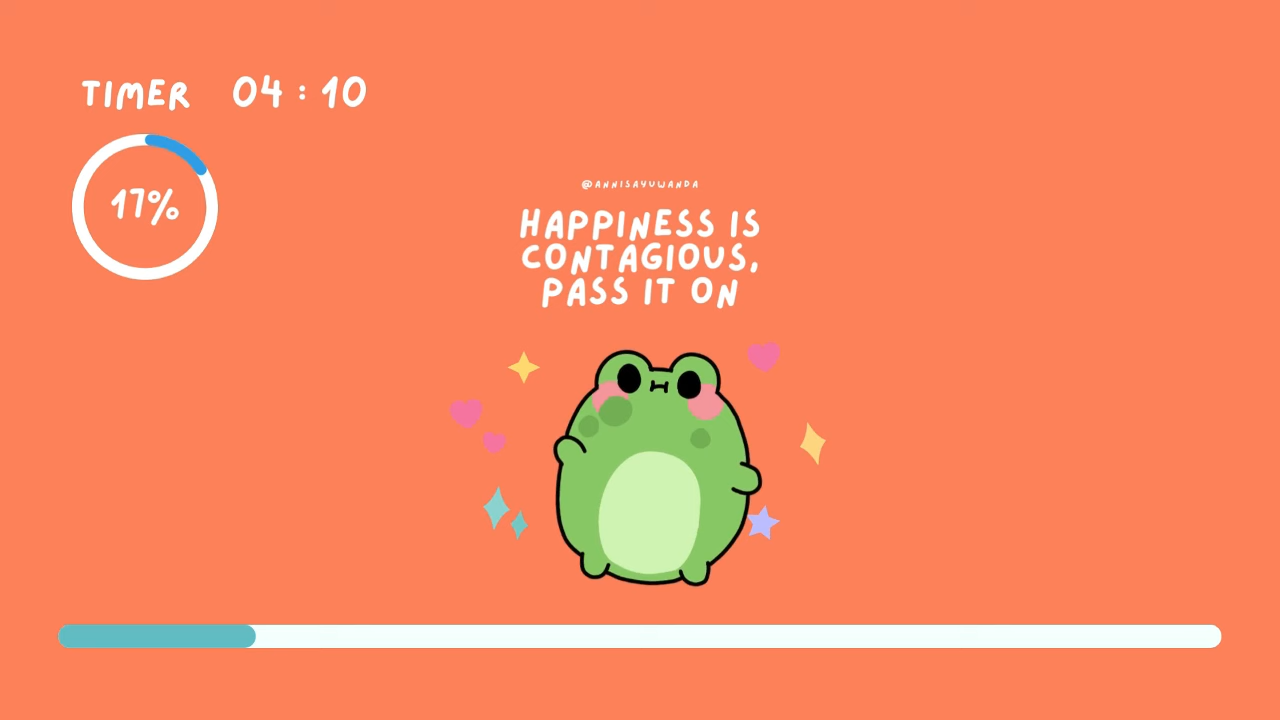 TIMER 04 : 10
17%
@ANNISAYUWANDA
HAPPINESS IS
CONTAGIOUS,
PASS IT ON